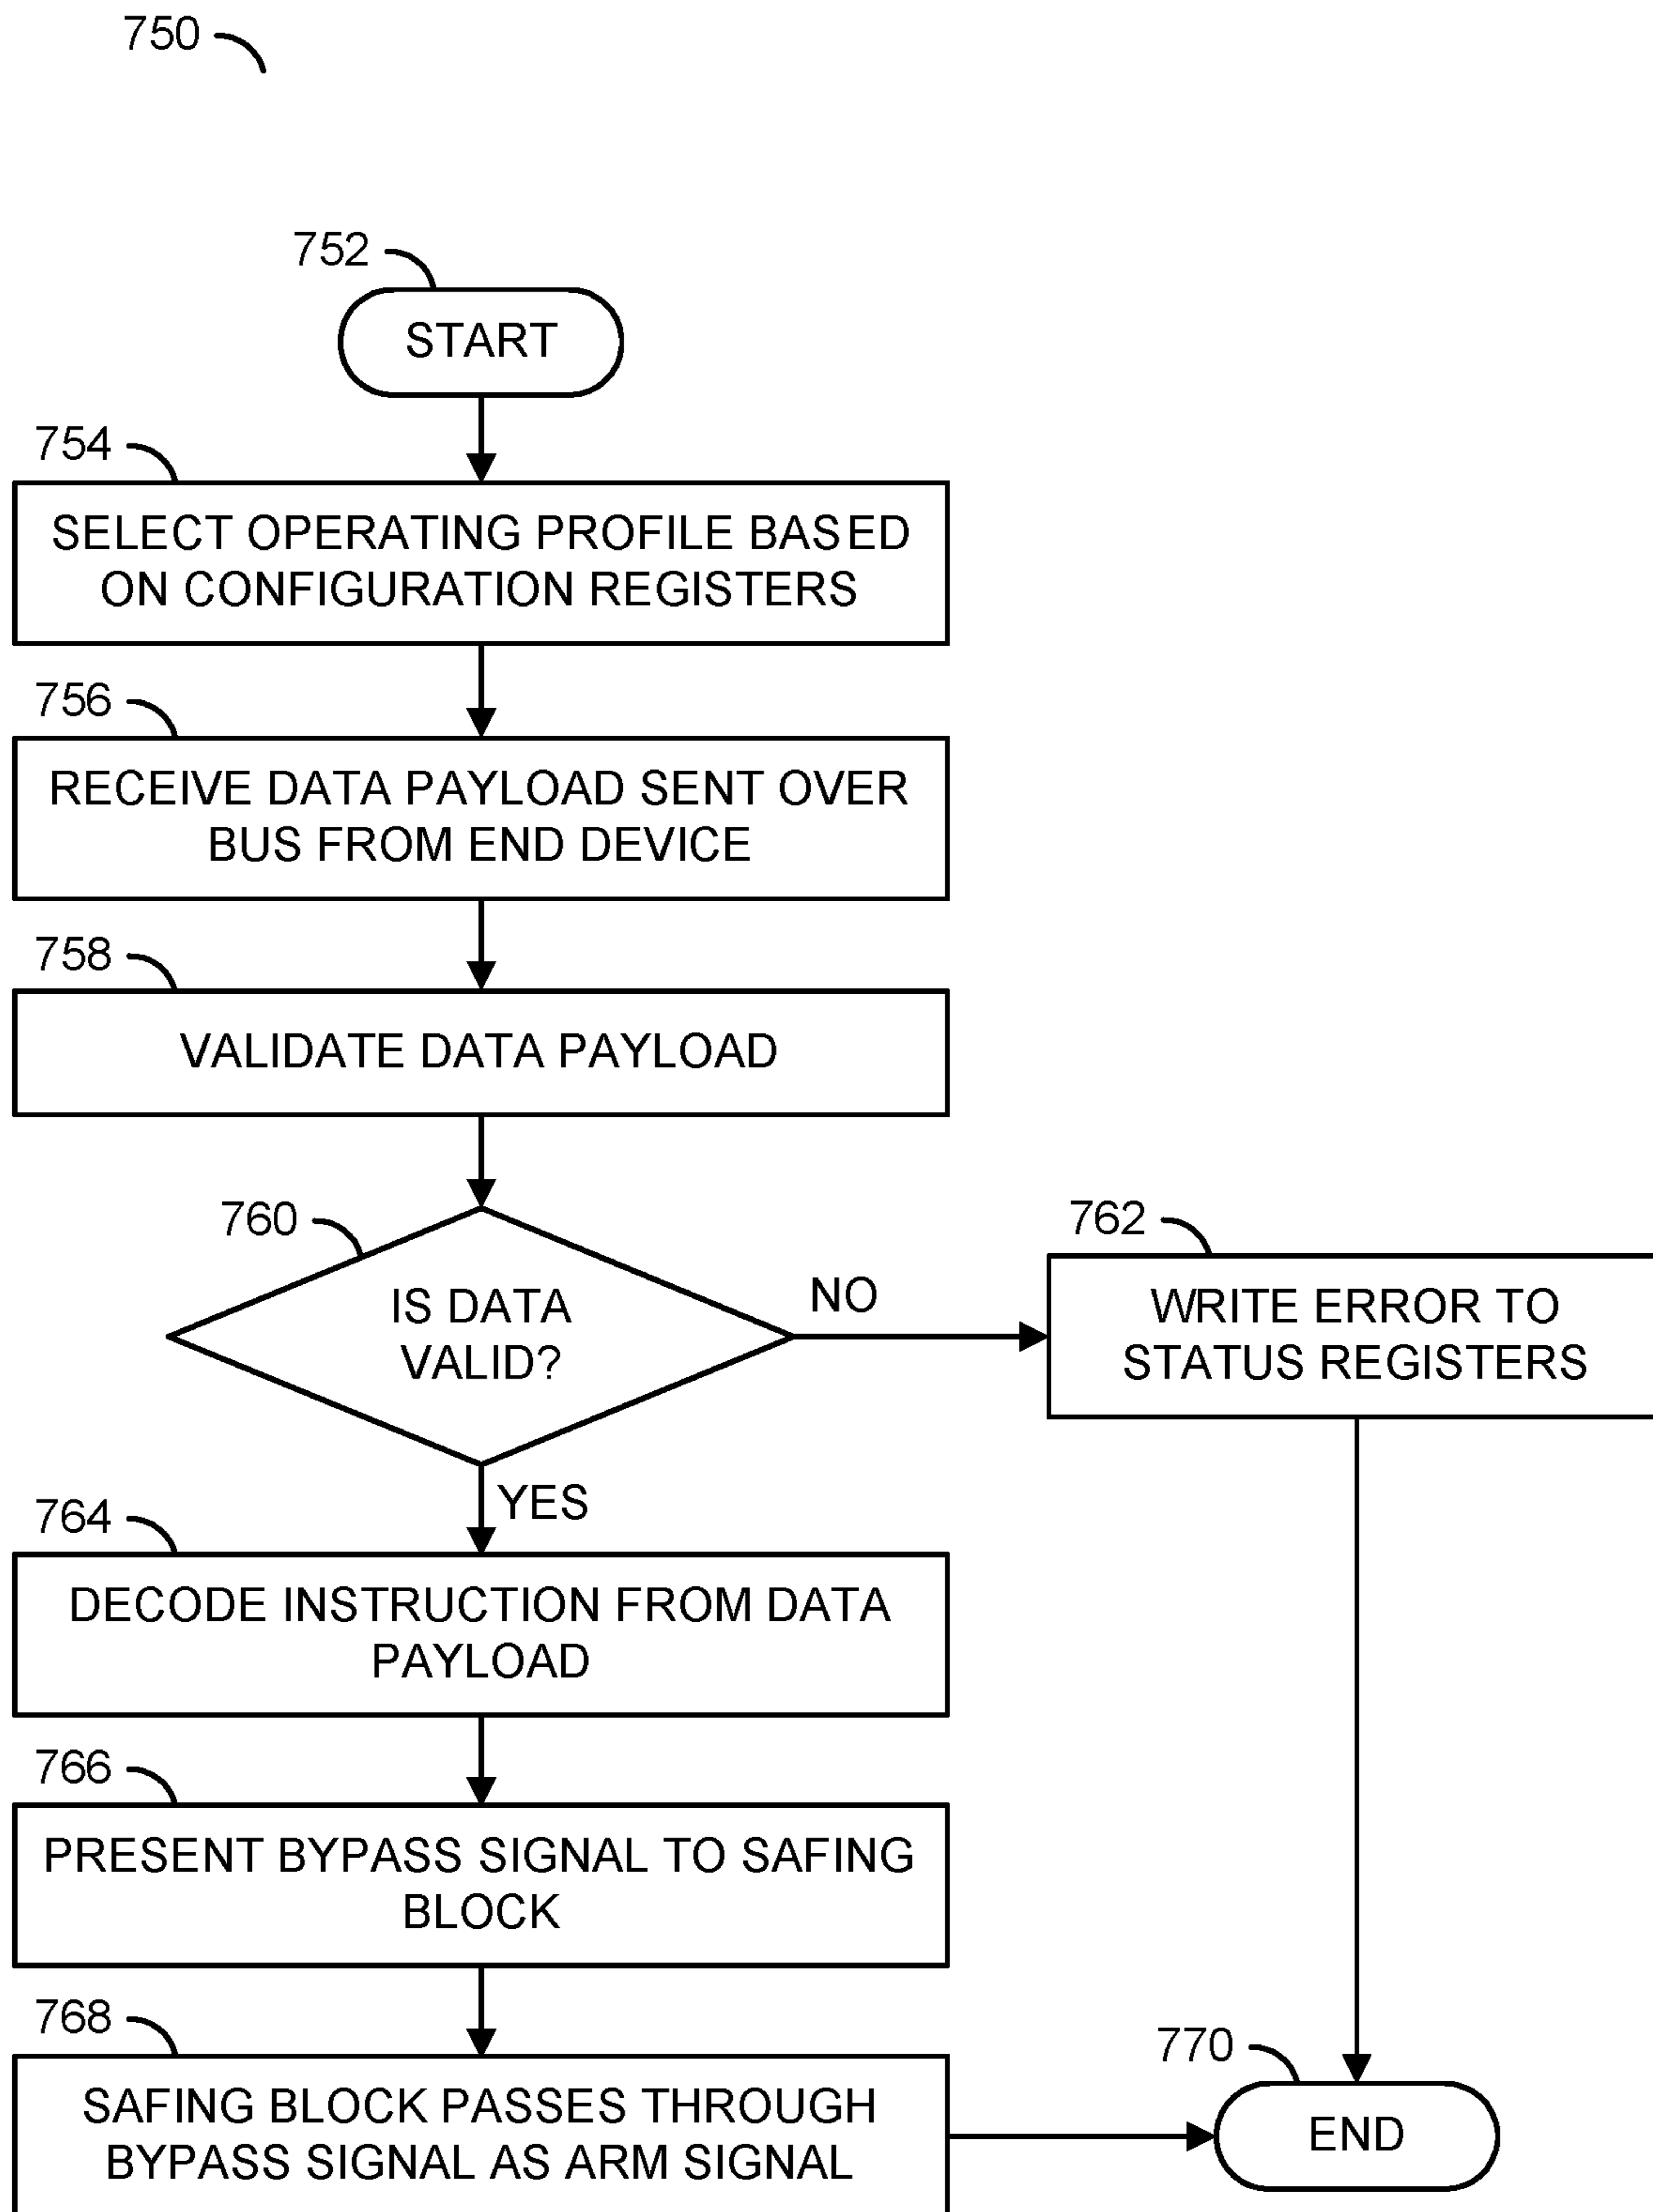 750
752
START
754
SELECT OPERATING PROFILE BASED
ON CONFIGURATION REGISTERS
756
RECEIVE DATA PAYLOAD SENT OVER
BUS FROM END DEVICE
758
VALIDATE DATA PAYLOAD
760
IS DATA
VALID?
NO
762
WRITE ERROR TO
STATUS REGISTERS
YES
764
DECODE INSTRUCTION FROM DATA
PAYLOAD
766
PRESENT BYPASS SIGNAL TO SAFING
BLOCK
768
SAFING BLOCK PASSES THROUGH
BYPASS SIGNAL AS ARM SIGNAL
770
END